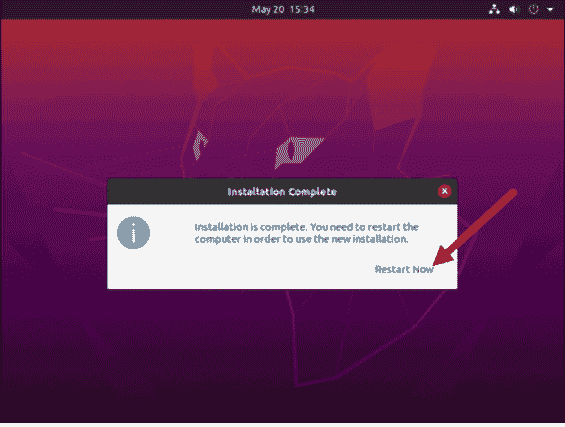 May 20 15:34
Installation Complete
Installation is complete. You need to restart the
computer in order to use the new installation.
Restart Now